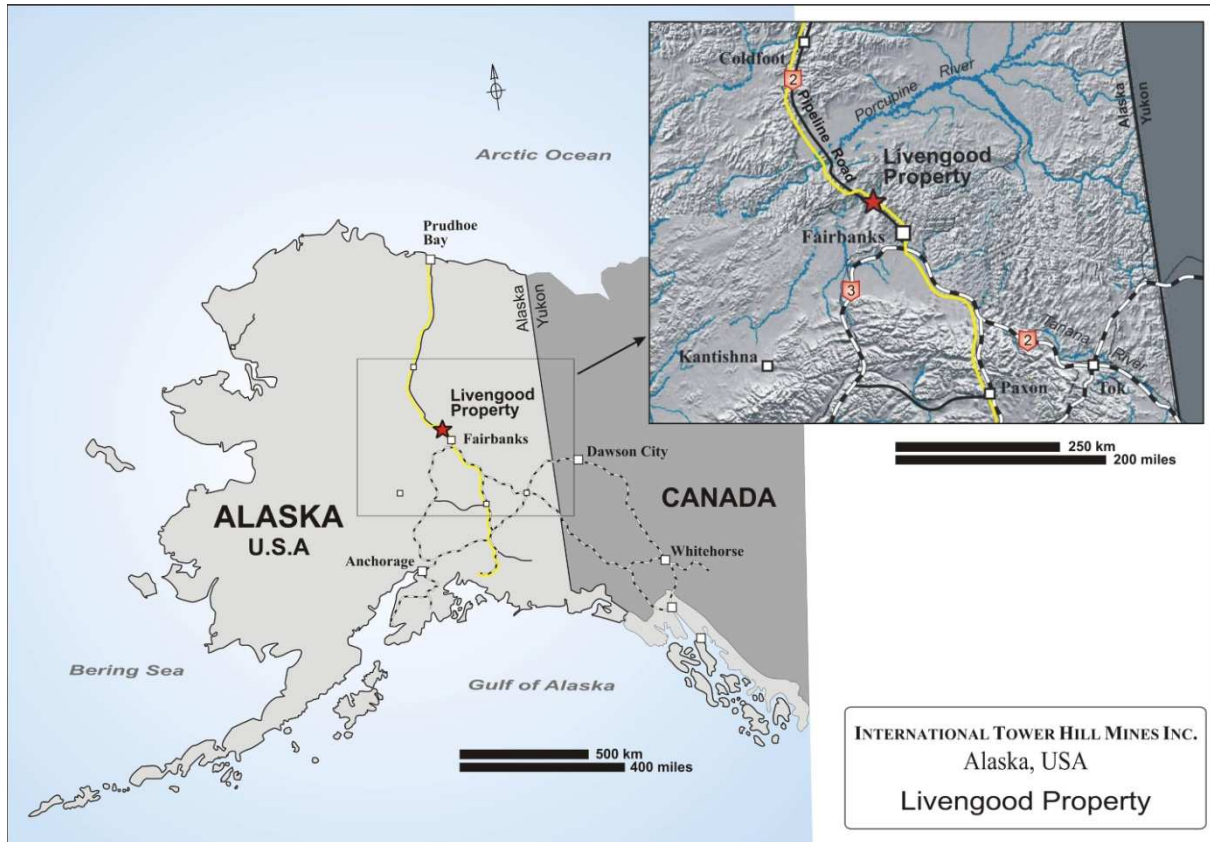 Arctic Ocean
Prudhoe
Bay
Alaska
Yukon
Livengood
Property
Fairbanks
Dawson City
ALASKA
U.S.A
CANADA
Anchorage
Whitehorse
Bering Sea
Gulf of Alaska
500 km
400 miles
Coldfoot
2
Pipeline Road
Porcupine River
Alaska
Yukon
Livengood
Property
Fairbanks
3
Kantishna
2
Tanana River
Paxon
Tok
250 km
200 miles
INTERNATIONAL TOWER HILL MINES INC.
Alaska, USA
Livengood Property